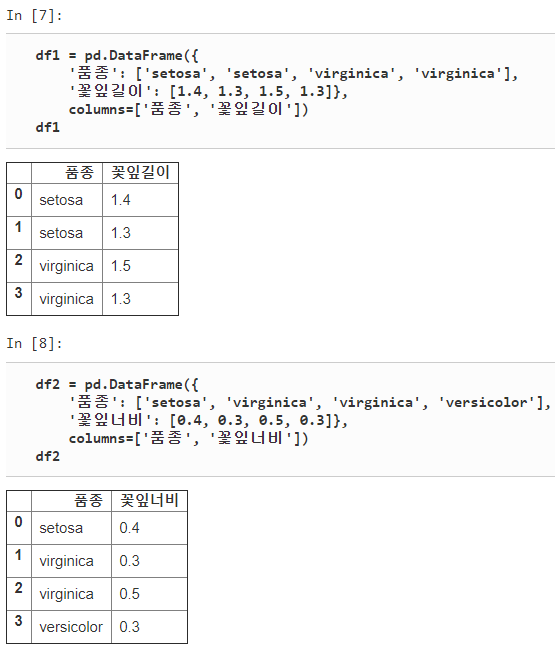 In [7]:
df1 = pd.DataFrame({
'품종': ['setosa', 'setosa', 'virginica', 'virginica'],
'꽃잎길이': [1.4, 1.3, 1.5, 1.3]},
columns=['품종', '꽃잎길이'])
df1
품종 꽃잎길이
0 setosa 1.4
1 setosa 1.3
2 virginica 1.5
3 virginica 1.3
In [8]:
df2 = pd.DataFrame({
'품종': ['setosa', 'virginica', 'virginica', 'versicolor'],
'꽃잎너비': [0.4, 0.3, 0.5, 0.3]},
columns=['품종', '꽃잎너비'])
df2
품종 꽃잎너비
0 setosa 0.4
1 virginica 0.3
2 virginica 0.5
3 versicolor 0.3